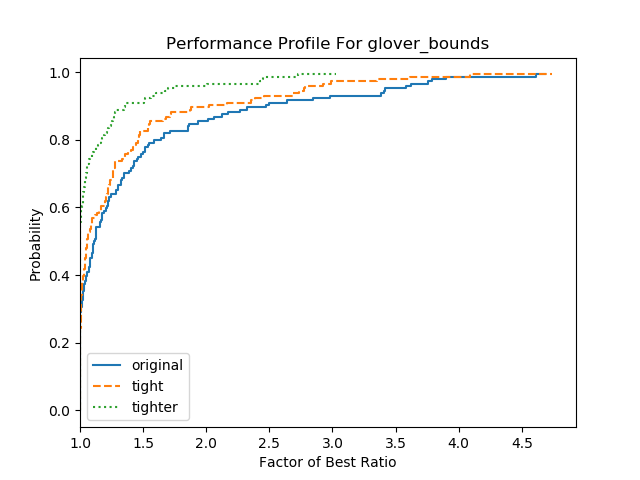 Performance Profile For glover_bounds
Probability
1.0
0.8
0.6
0.4
0.2
0.0
original
tight
tighter
1.0 1.5 2.0 2.5 3.0 3.5 4.0 4.5
Factor of Best Ratio